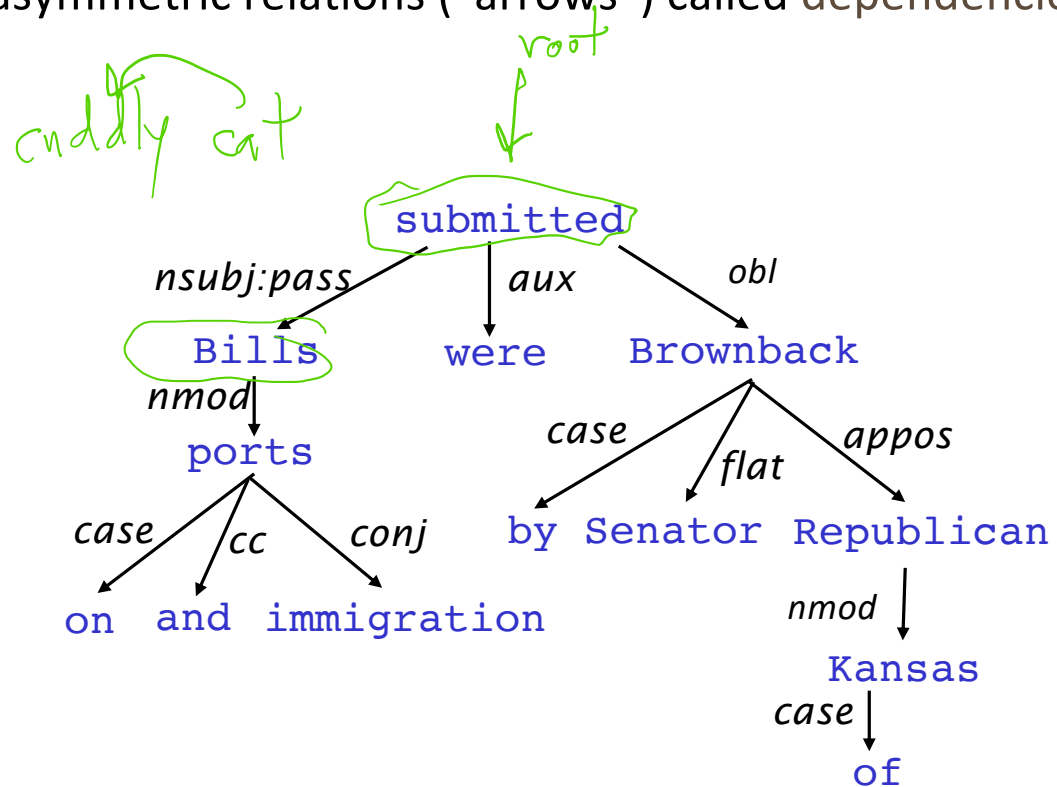 asymmetric relations ("arrows") called dependencie
root
cuddly cat
submitted
nsubj:pass aux obl
Bills were Brownback
nmod
ports
case flat appos
case cc conj
by Senator Republican
on and immigration
nmod
Kansas
case
of